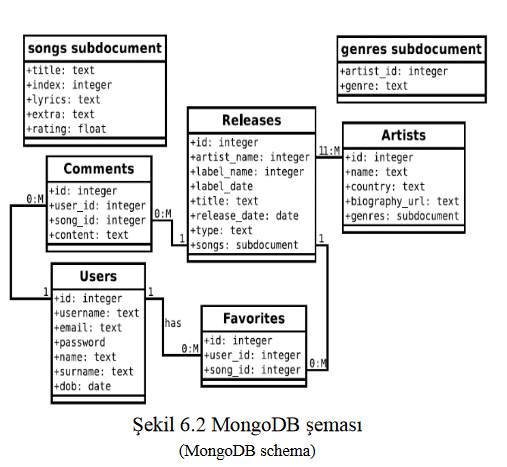 songs subdocument
+title: text
+index: integer
+lyrics: text
+extra: text
+rating: float
genres subdocument
+artist_id: integer
+genre: text
Releases
+id: integer
+artist_name: integer
+label_name: integer
+label_date
+title: text
+release_date: date
+type: text
+songs: subdocument
11:M
Artists
+id: integer
+name: text
+country: text
+biography_url: text
+genres: subdocument
Comments
+id: integer
+user_id: integer
+song_id: integer
+content: text
0:M
0:M
1
1
Users
+id: integer
+username: text
+email: text
+password
+name: text
+surname: text
+dob: date
1
1
has
0:M
Favorites
+id: integer
+user_id: integer
+song_id: integer
0:M
Şekil 6.2 MongoDB şeması
(MongoDB schema)